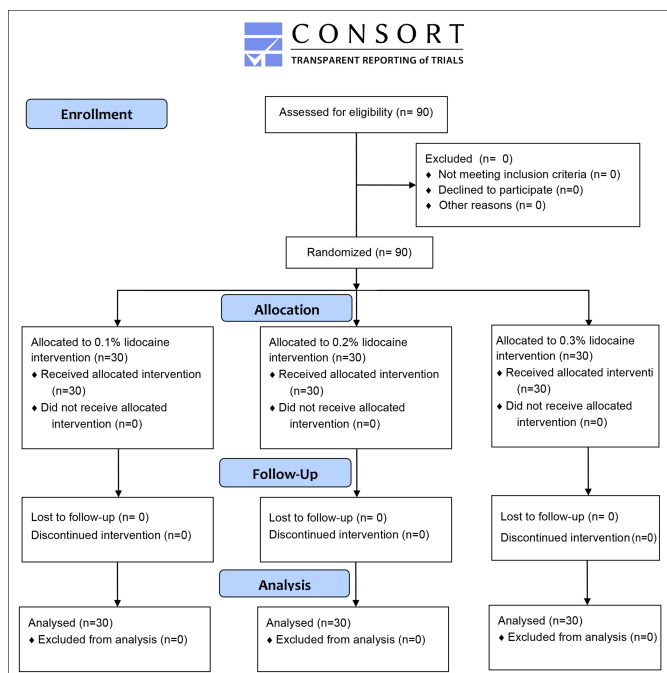 CONSORT
TRANSPARENT REPORTING of TRIALS
Enrollment
Assessed for eligibility (n= 90)
Excluded (n= 0)
♦ Not meeting inclusion criteria (n= 0)
♦ Declined to participate (n=0)
♦ Other reasons (n= 0)
Randomized (n= 90)
Allocation
Allocated to 0.1% lidocaine
intervention (n=30)
♦ Received allocated intervention
(n=30)
♦ Did not receive allocated
intervention (n=0)
Allocated to 0.2% lidocaine
intervention (n=30)
♦ Received allocated intervention
(n=30)
♦ Did not receive allocated
intervention (n=0)
Allocated to 0.3% lidocaine
intervention (n=30)
♦ Received allocated interventi
(n=30)
♦ Did not receive allocated
intervention (n=0)
Follow-Up
Lost to follow-up (n= 0)
Discontinued intervention (n=0)
Lost to follow-up (n= 0)
Discontinued intervention (n=0)
Lost to follow-up (n= 0)
Discontinued intervention (n=0)
Analysis
Analysed (n=30)
♦ Excluded from analysis (n=0)
Analysed (n=30)
♦ Excluded from analysis (n=0)
Analysed (n=30)
♦ Excluded from analysis (n=0)